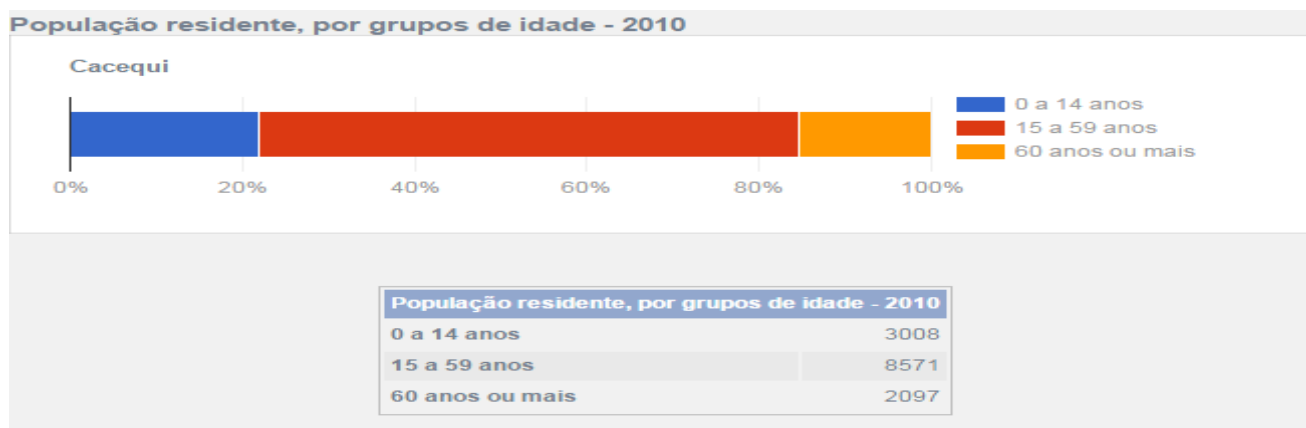 População residente, por grupos de idade - 2010
Cacequi
0 a 14 anos
15 a 59 anos
60 anos ou mais
0% 20% 40% 60% 80% 100%
População residente, por grupos de idade - 2010
0 a 14 anos 3008
15 a 59 anos 8571
60 anos ou mais 2097